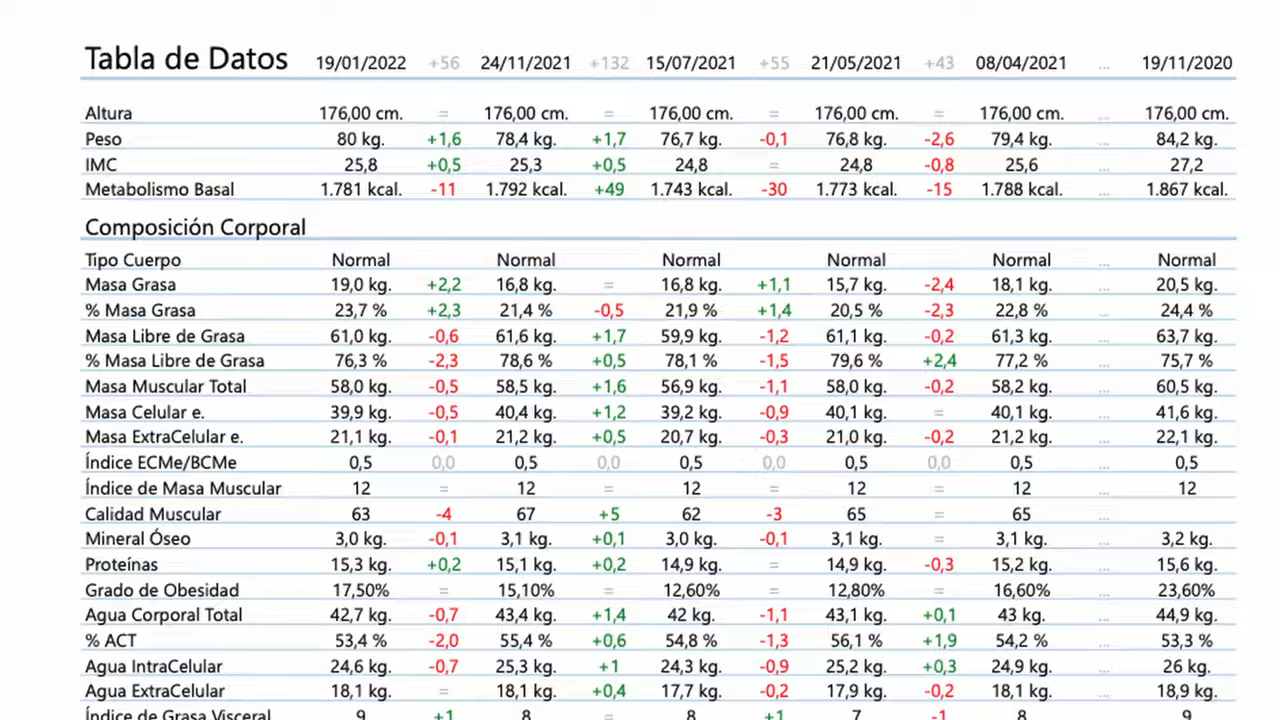 Tabla de Datos 19/01/2022 +56 24/11/2021 +132 15/07/2021 +55 21/05/2021 +43 08/04/2021 ... 19/11/2020
Altura 176,00 cm. = 176,00 cm. = 176,00 cm. = 176,00 cm. = 176,00 cm. ... 176,00 cm.
Peso 80 kg. +1,6 78,4 kg. +1,7 76,7 kg. -0,1 76,8 kg. -2,6 79,4 kg. ... 84,2 kg.
IMC 25,8 +0,5 25,3 +0,5 24,8 = 24,8 -0,8 25,6 ... 27,2
Metabolismo Basal 1.781 kcal. -11 1.792 kcal. +49 1.743 kcal. -30 1.773 kcal. -15 1.788 kcal. ... 1.867 kcal.
Composición Corporal
Tipo Cuerpo Normal Normal Normal Normal Normal ... Normal
Masa Grasa 19,0 kg. +2,2 16,8 kg. = 16,8 kg. +1,1 15,7 kg. -2,4 18,1 kg. ... 20,5 kg.
% Masa Grasa 23,7 % +2,3 21,4 % -0,5 21,9 % +1,4 20,5 % -2,3 22,8 % ... 24,4 %
Masa Libre de Grasa 61,0 kg. -0,6 61,6 kg. +1,7 59,9 kg. -1,2 61,1 kg. -0,2 61,3 kg. ... 63,7 kg.
% Masa Libre de Grasa 76,3 % -2,3 78,6 % +0,5 78,1 % -1,5 79,6 % +2,4 77,2 % ... 75,7 %
Masa Muscular Total 58,0 kg. -0,5 58,5 kg. +1,6 56,9 kg. -1,1 58,0 kg. -0,2 58,2 kg. ... 60,5 kg.
Masa Celular e. 39,9 kg. -0,5 40,4 kg. +1,2 39,2 kg. -0,9 40,1 kg. = 40,1 kg. ... 41,6 kg.
Masa ExtraCelular e. 21,1 kg. -0,1 21,2 kg. +0,5 20,7 kg. -0,3 21,0 kg. -0,2 21,2 kg. ... 22,1 kg.
Índice ECMe/BCMe 0,5 0,0 0,5 0,0 0,5 0,0 0,5 0,0 0,5 ... 0,5
Índice de Masa Muscular 12 = 12 = 12 = 12 = 12 ... 12
Calidad Muscular 63 -4 67 +5 62 -3 65 = 65 ...
Mineral Óseo 3,0 kg. -0,1 3,1 kg. +0,1 3,0 kg. -0,1 3,1 kg. = 3,1 kg. ... 3,2 kg.
Proteínas 15,3 kg. +0,2 15,1 kg. +0,2 14,9 kg. = 14,9 kg. -0,3 15,2 kg. ... 15,6 kg.
Grado de Obesidad 17,50% = 15,10% = 12,60% = 12,80% = 16,60% ... 23,60%
Agua Corporal Total 42,7 kg. -0,7 43,4 kg. +1,4 42 kg. -1,1 43,1 kg. +0,1 43 kg. ... 44,9 kg.
% ACT 53,4 % -2,0 55,4 % +0,6 54,8 % -1,3 56,1 % +1,9 54,2 % ... 53,3 %
Agua IntraCelular 24,6 kg. -0,7 25,3 kg. +1 24,3 kg. -0,9 25,2 kg. +0,3 24,9 kg. ... 26 kg.
Agua ExtraCelular 18,1 kg. = 18,1 kg. +0,4 17,7 kg. -0,2 17,9 kg. -0,2 18,1 kg. ... 18,9 kg.
Índice de Grasa Visceral 9 +1 8 = 8 +1 7 -1 8 ... 9